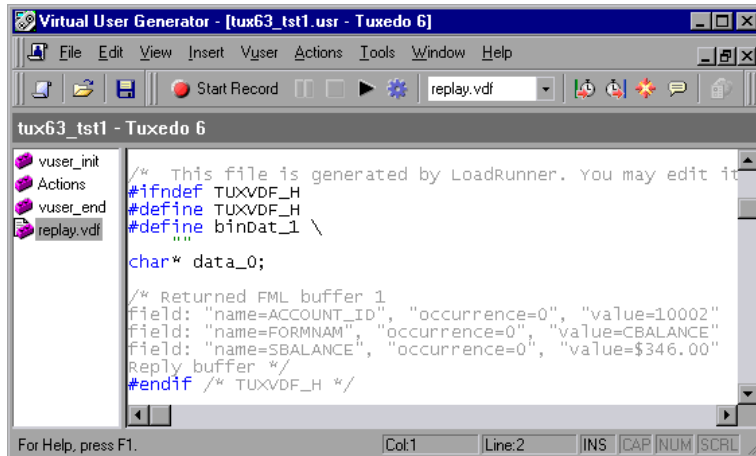 Virtual User Generator - [tux63_tst1.usr - Tuxedo 6]
File Edit View Insert Vuser Actions Tools Window Help
Start Record replay.vdf
tux63_tst1 - Tuxedo 6
vuser_init
Actions
vuser_end
replay.vdf
/* This file is generated by LoadRunner. You may edit it
#ifndef TUXVDF_H
#define TUXVDF_H
#define binDat_1 \
""
char* data_0;
/* Returned FML buffer 1
field: "name=ACCOUNT_ID", "occurrence=0", "value=10002"
field: "name=FORMNAM", "occurrence=0", "value=CBALANCE"
field: "name=SBALANCE", "occurrence=0", "value=$346.00"
Reply buffer */
#endif /* TUXVDF_H */
For Help, press F1. Col:1 Line:2 INS CAP NUM SCRL